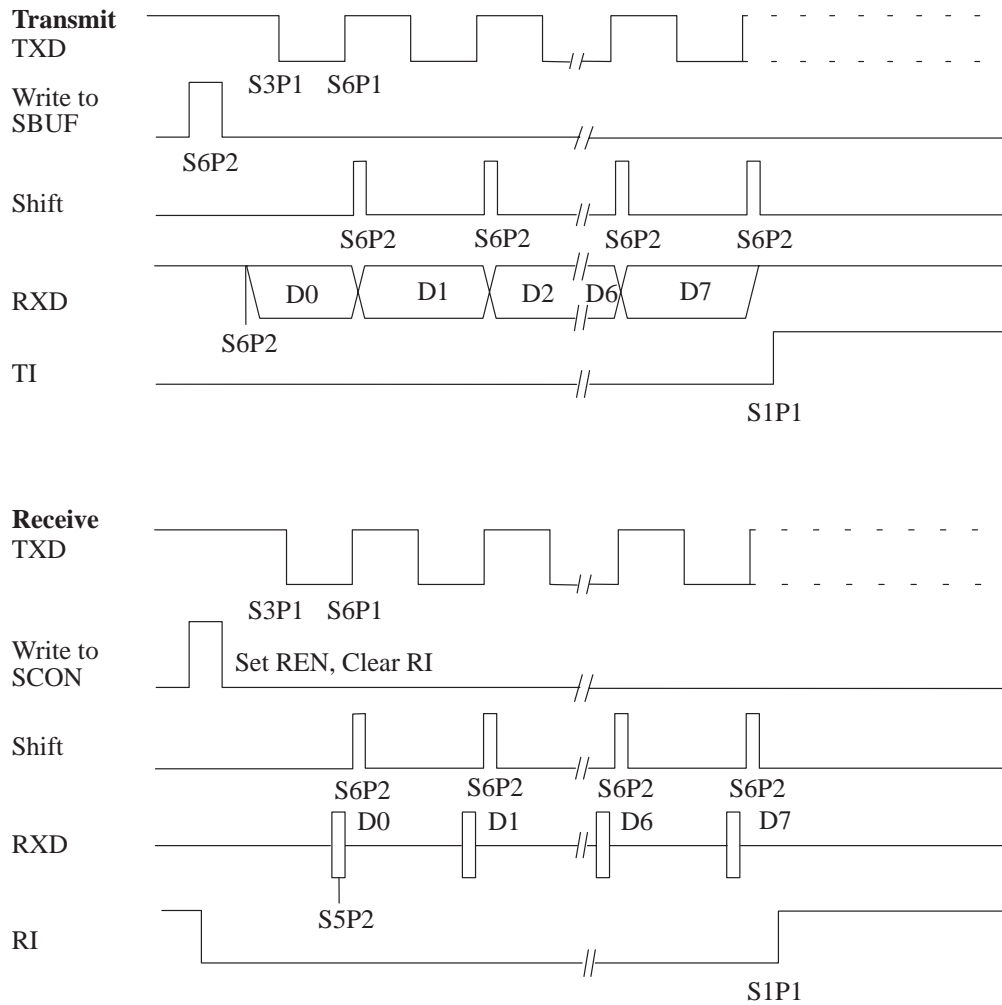 Transmit
TXD
S3P1 S6P1
Write to
SBUF
S6P2
Shift
S6P2 S6P2 S6P2 S6P2
RXD
D0 D1 D2 D6 D7
S6P2
TI
S1P1
Receive
TXD
S3P1 S6P1
Write to
SCON
Set REN, Clear RI
Shift
S6P2 S6P2 S6P2 S6P2
D0 D1 D6 D7
RXD
S5P2
RI
S1P1